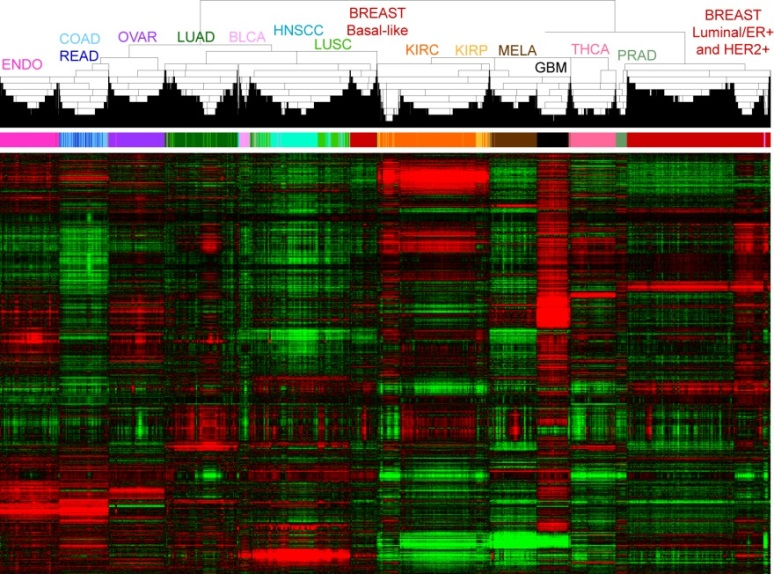 BREAST
Basal-like
BREAST
Luminal/ER+
and HER2+
COAD
READ
OVAR
LUAD
BLCA
HNSCC
LUSC
KIRC
KIRP
MELA
GBM
THCA
PRAD
ENDO